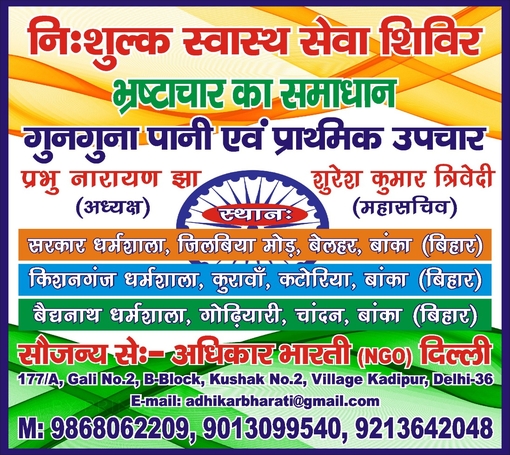 निःशुल्क स्वास्थ सेवा शिविर
भ्रष्टाचार का समाधान
गुनगुना पानी एवं प्राथमिक उपचार
प्रभु नारायण झा शुरेश कुमार त्रिवेदी
(अध्यक्ष) (महासचिव)
स्थानः
सरकार धर्मशाला, जिलबिया मोड़, बेलहर, बांका (बिहार)
किशनगंज धर्मशाला, कुरावाँ, कटोरिया, बांका (बिहार)
बैद्यनाथ धर्मशाला, गोढ़ियारी, चांदन, बांका (बिहार)
सौजन्य सेः- अधिकार भारती (NGO) दिल्ली
177/A, Gali No.2, B-Block, Kushak No.2, Village Kadipur, Delhi-36
E-mail: adhikarbharati@gmail.com
M: 9868062209, 9013099540, 9213642048